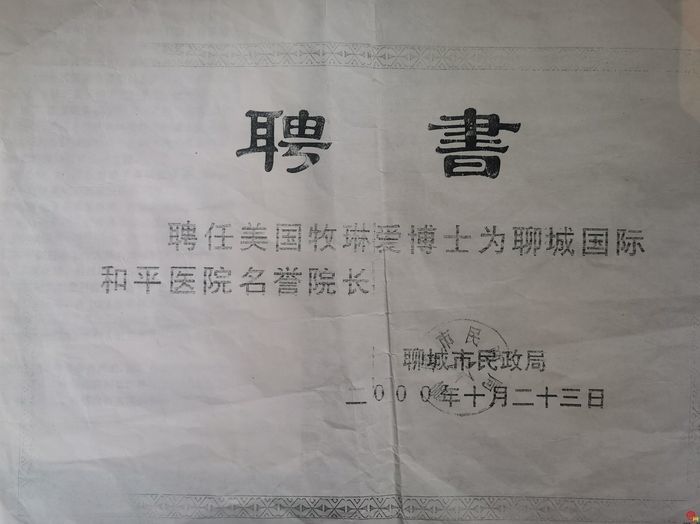 聘 书
聘任美国牧琳爱博士为聊城国际
和平医院名誉院长
聊城市民政局
二000年十月二十三日